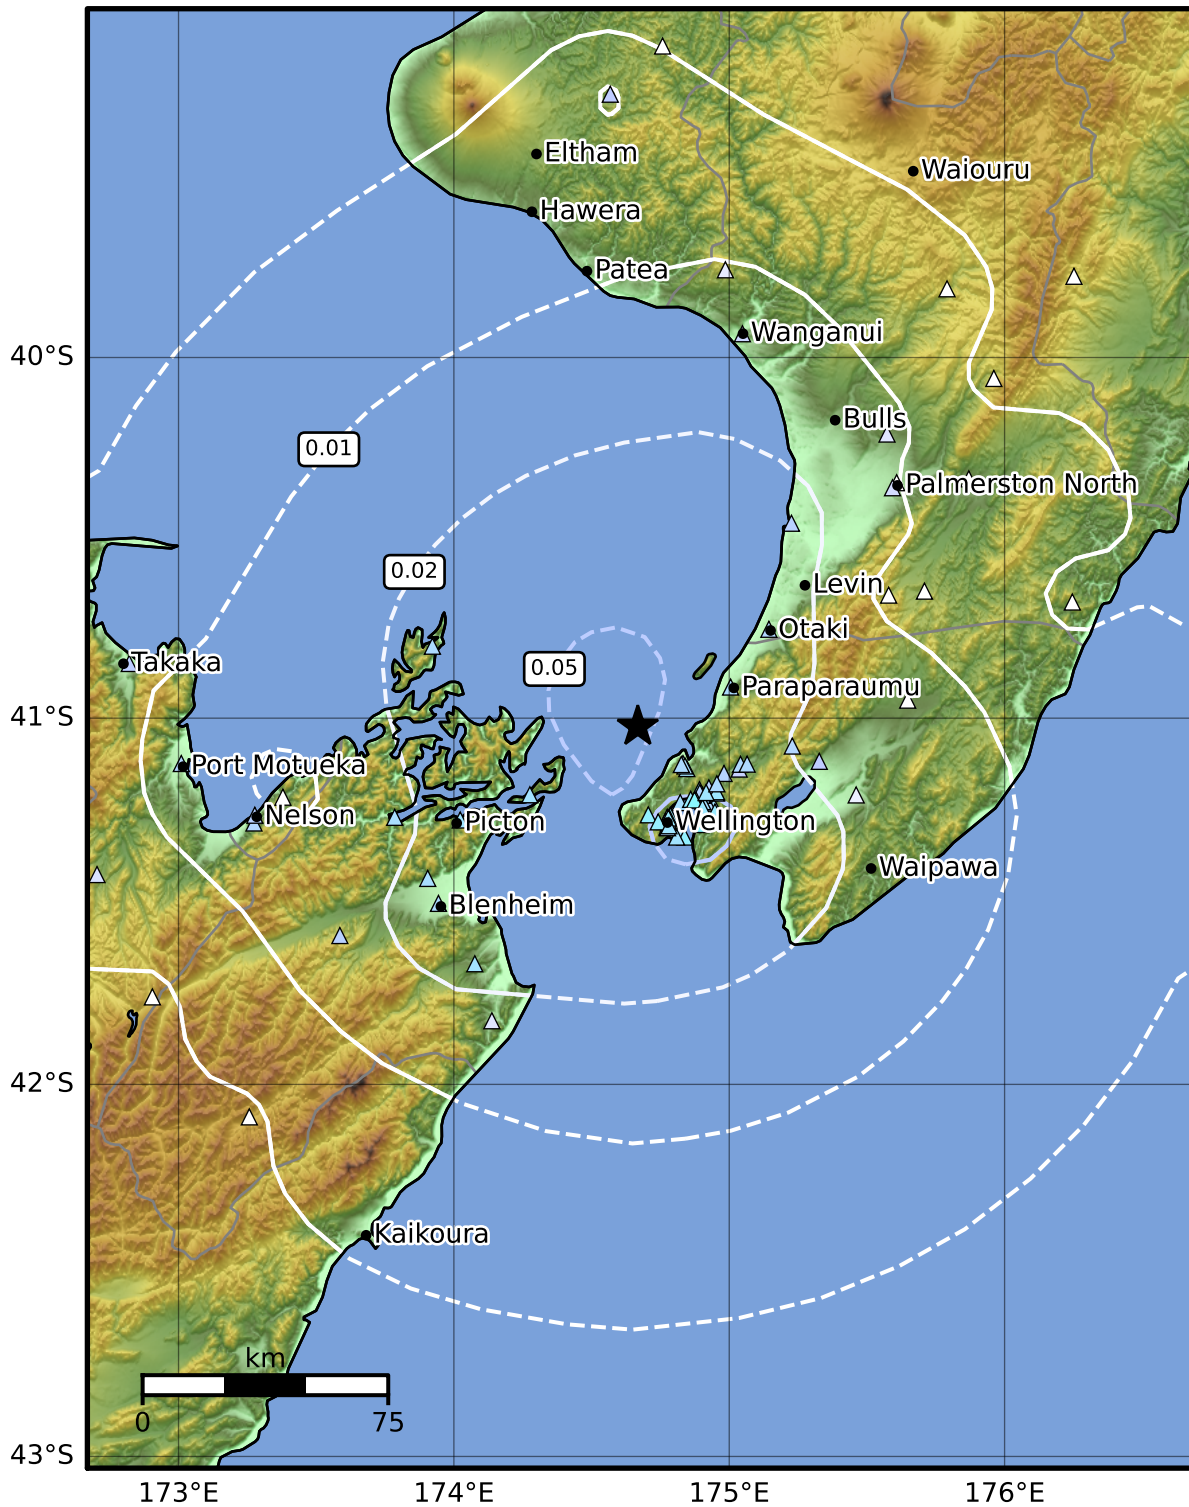 Eltham
Waiouru
Hawera
Patea
Wanganui
40°S
Bulls
0.01
Palmerston North
0.02
Levin
Otaki
Takaka
0.05
Paraparaumu
41°S
Port Motueka
Nelson
Picton
Wellington
Waipawa
Blenheim
42°S
Kaikoura
km
0
75
43°S
173°E
174°E
175°E
176°E